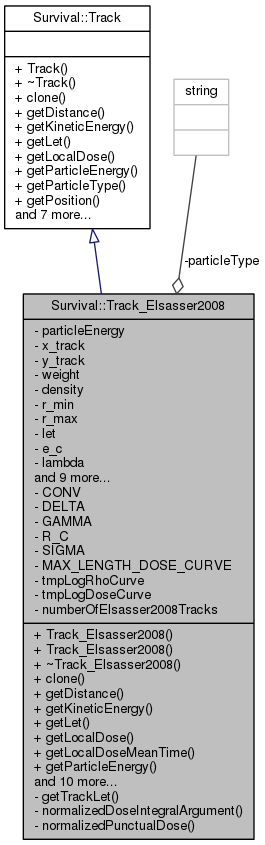 Survival::Track
+ Track()
+ ~Track()
+ clone()
+ getDistance()
+ getKineticEnergy()
+ getLet()
+ getLocalDose()
+ getParticleEnergy()
+ getParticleType()
+ getPosition()
and 7 more...
string
-particleType
Survival::Track_Elsasser2008
- particleEnergy
- x_track
- y_track
- weight
- density
- r_min
- r_max
- let
- e_c
- lambda
and 9 more...
- CONV
- DELTA
- GAMMA
- R_C
- SIGMA
- MAX_LENGTH_DOSE_CURVE
- tmpLogRhoCurve
- tmpLogDoseCurve
- numberOfElsasser2008Tracks
+ Track_Elsasser2008()
+ Track_Elsasser2008()
+ ~Track_Elsasser2008()
+ clone()
+ getDistance()
+ getKineticEnergy()
+ getLet()
+ getLocalDose()
+ getLocalDoseMeanTime()
+ getParticleEnergy()
and 10 more...
- getTrackLet()
- normalizedDoseIntegralArgument()
- normalizedPunctualDose()